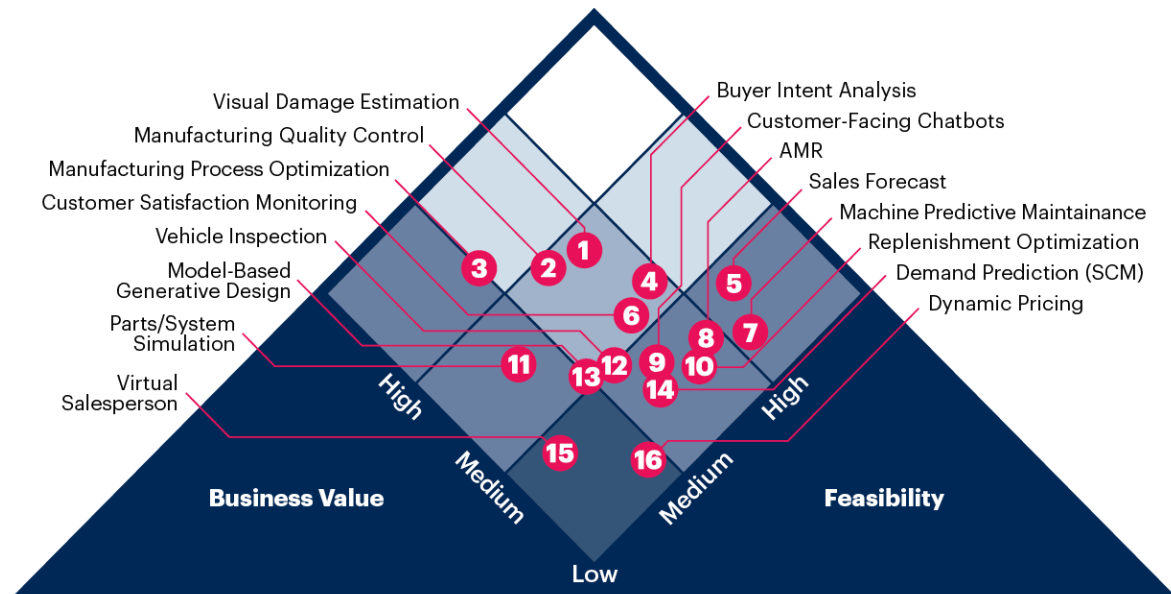 Visual Damage Estimation
Manufacturing Quality Control
Manufacturing Process Optimization
Customer Satisfaction Monitoring
Vehicle Inspection
Model-Based
Generative Design
Parts/System
Simulation
Virtual
Salesperson
Buyer Intent Analysis
Customer-Facing Chatbots
AMR
Sales Forecast
Machine Predictive Maintainance
Replenishment Optimization
Demand Prediction (SCM)
Dynamic Pricing
1
2
3
4
5
6
7
8
9
10
11
12
13
14
15
16
High
Medium
Low
Medium
High
Business Value
Feasibility